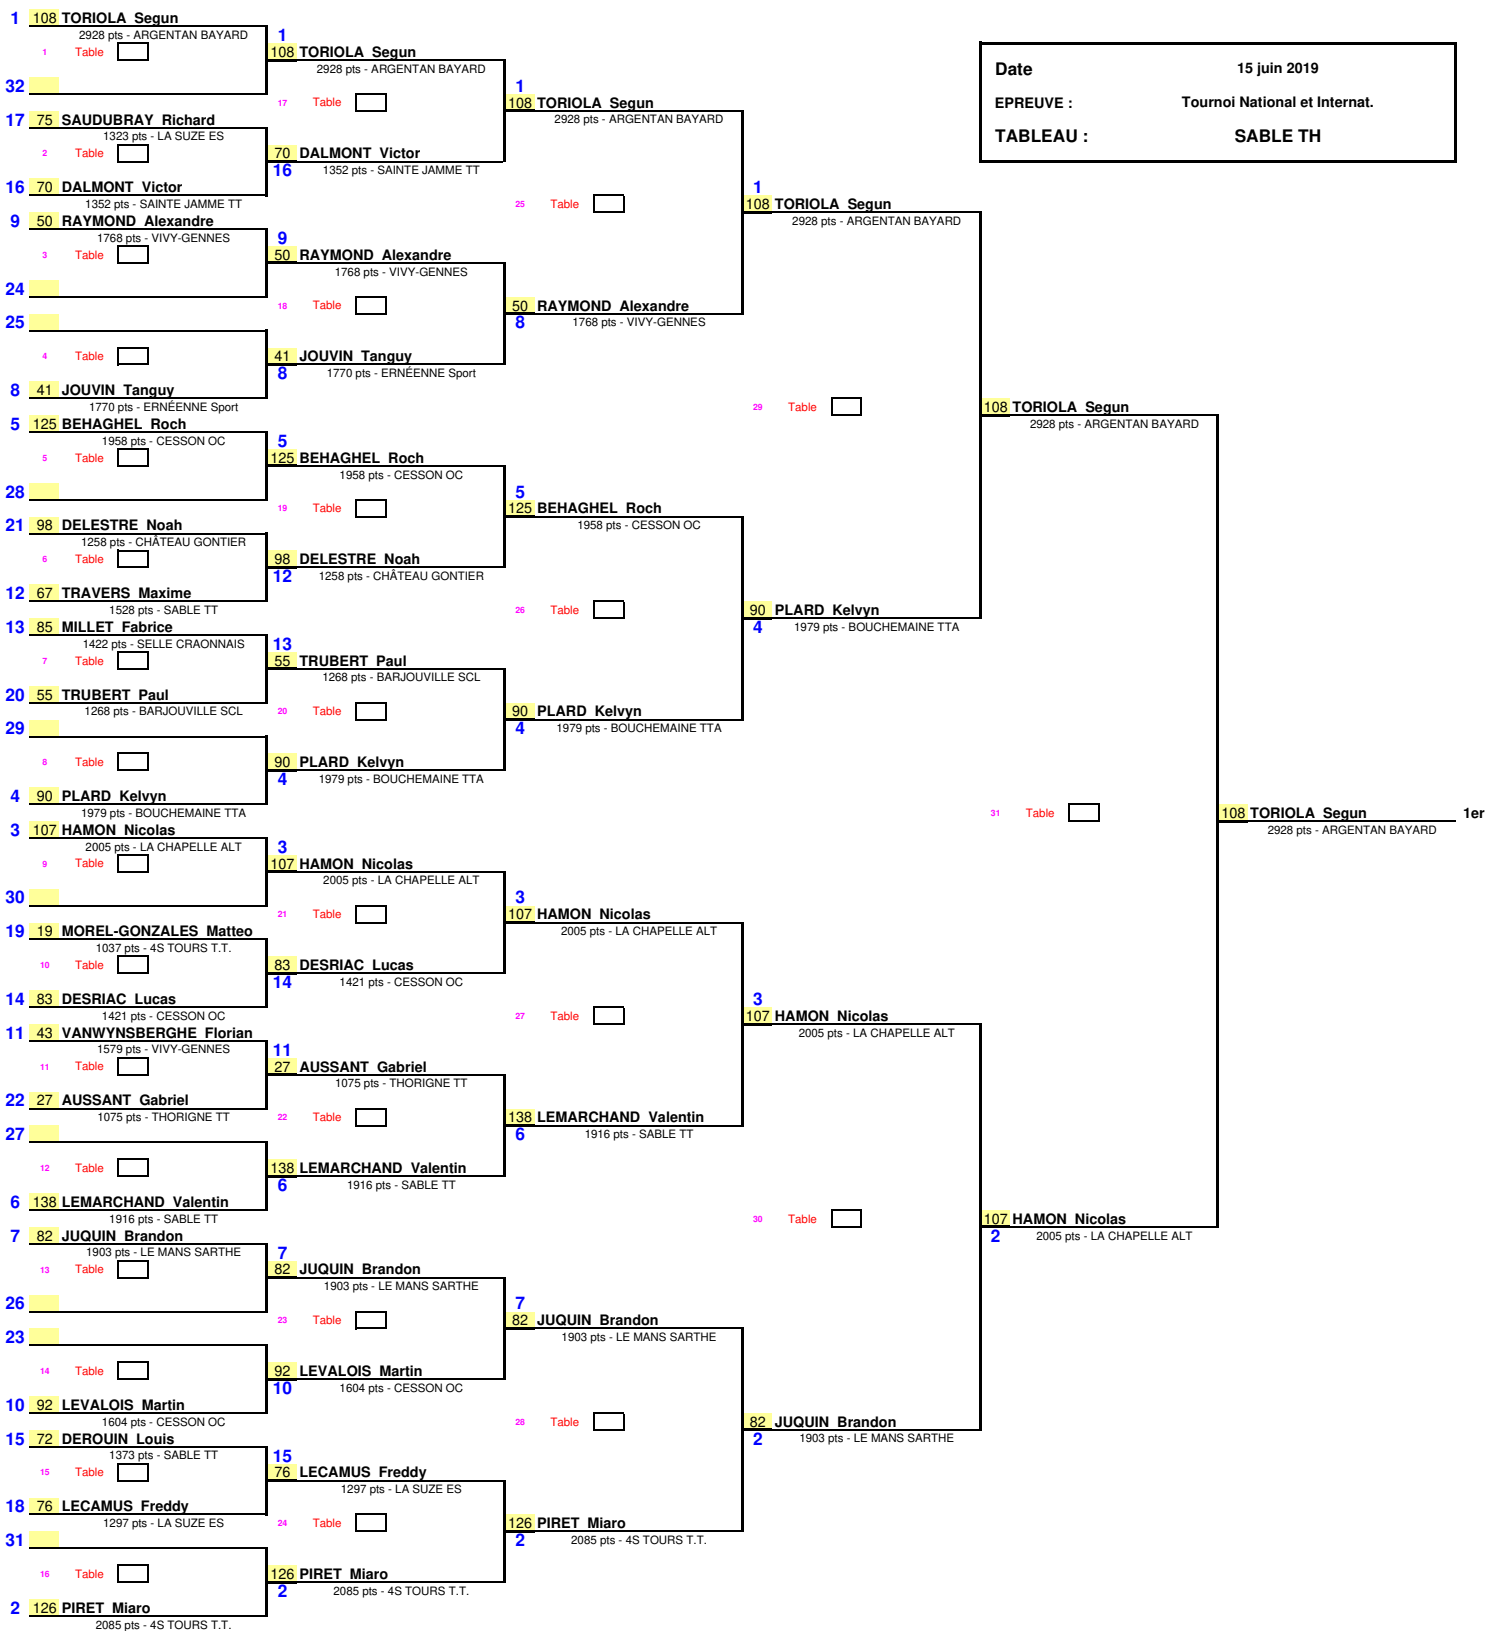 Date 15 juin 2019
EPREUVE : Tournoi National et Internat.
TABLEAU : SABLE TH
1 108 TORIOLA Segun
2928 pts - ARGENTAN BAYARD
1 Table
32
17 75 SAUDUBRAY Richard
1323 pts - LA SUZE ES
2 Table
16 70 DALMONT Victor
1352 pts - SAINTE JAMME TT
9 50 RAYMOND Alexandre
1768 pts - VIVY-GENNES
3 Table
24
25
4 Table
8 41 JOUVIN Tanguy
1770 pts - ERNÉENNE Sport
5 125 BEHAGHEL Roch
1958 pts - CESSON OC
5 Table
28
21 98 DELESTRE Noah
1258 pts - CHÂTEAU GONTIER
6 Table
12 67 TRAVERS Maxime
1528 pts - SABLE TT
13 85 MILLET Fabrice
1422 pts - SELLE CRAONNAIS
7 Table
20 55 TRUBERT Paul
1268 pts - BARJOUVILLE SCL
29
8 Table
4 90 PLARD Kelvyn
1979 pts - BOUCHEMAINE TTA
3 107 HAMON Nicolas
2005 pts - LA CHAPELLE ALT
9 Table
30
19 19 MOREL-GONZALES Matteo
1037 pts - 4S TOURS T.T.
10 Table
14 83 DESRIAC Lucas
1421 pts - CESSON OC
11 43 VANWYNSBERGHE Florian
1579 pts - VIVY-GENNES
11 Table
22 27 AUSSANT Gabriel
1075 pts - THORIGNE TT
27
12 Table
6 138 LEMARCHAND Valentin
1916 pts - SABLE TT
7 82 JUQUIN Brandon
1903 pts - LE MANS SARTHE
13 Table
26
23
14 Table
10 92 LEVALOIS Martin
1604 pts - CESSON OC
15 72 DEROUIN Louis
1373 pts - SABLE TT
15 Table
18 76 LECAMUS Freddy
1297 pts - LA SUZE ES
31
16 Table
2 126 PIRET Miaro
2085 pts - 4S TOURS T.T.
1
108 TORIOLA Segun
2928 pts - ARGENTAN BAYARD
17 Table
70 DALMONT Victor
16 1352 pts - SAINTE JAMME TT
9
50 RAYMOND Alexandre
1768 pts - VIVY-GENNES
18 Table
41 JOUVIN Tanguy
8 1770 pts - ERNÉENNE Sport
5
125 BEHAGHEL Roch
1958 pts - CESSON OC
19 Table
98 DELESTRE Noah
12 1258 pts - CHÂTEAU GONTIER
13
55 TRUBERT Paul
1268 pts - BARJOUVILLE SCL
20 Table
90 PLARD Kelvyn
4 1979 pts - BOUCHEMAINE TTA
3
107 HAMON Nicolas
2005 pts - LA CHAPELLE ALT
21 Table
83 DESRIAC Lucas
14 1421 pts - CESSON OC
11
27 AUSSANT Gabriel
1075 pts - THORIGNE TT
22 Table
138 LEMARCHAND Valentin
6 1916 pts - SABLE TT
7
82 JUQUIN Brandon
1903 pts - LE MANS SARTHE
23 Table
92 LEVALOIS Martin
10 1604 pts - CESSON OC
15
76 LECAMUS Freddy
1297 pts - LA SUZE ES
24 Table
126 PIRET Miaro
2 2085 pts - 4S TOURS T.T.
1
108 TORIOLA Segun
2928 pts - ARGENTAN BAYARD
25 Table
50 RAYMOND Alexandre
8 1768 pts - VIVY-GENNES
5
125 BEHAGHEL Roch
1958 pts - CESSON OC
26 Table
90 PLARD Kelvyn
4 1979 pts - BOUCHEMAINE TTA
3
107 HAMON Nicolas
2005 pts - LA CHAPELLE ALT
27 Table
138 LEMARCHAND Valentin
6 1916 pts - SABLE TT
7
82 JUQUIN Brandon
1903 pts - LE MANS SARTHE
28 Table
126 PIRET Miaro
2 2085 pts - 4S TOURS T.T.
1
108 TORIOLA Segun
2928 pts - ARGENTAN BAYARD
29 Table
90 PLARD Kelvyn
4 1979 pts - BOUCHEMAINE TTA
3
107 HAMON Nicolas
2005 pts - LA CHAPELLE ALT
30 Table
82 JUQUIN Brandon
2 1903 pts - LE MANS SARTHE
108 TORIOLA Segun
2928 pts - ARGENTAN BAYARD
31 Table
107 HAMON Nicolas
2 2005 pts - LA CHAPELLE ALT
108 TORIOLA Segun 1er
2928 pts - ARGENTAN BAYARD